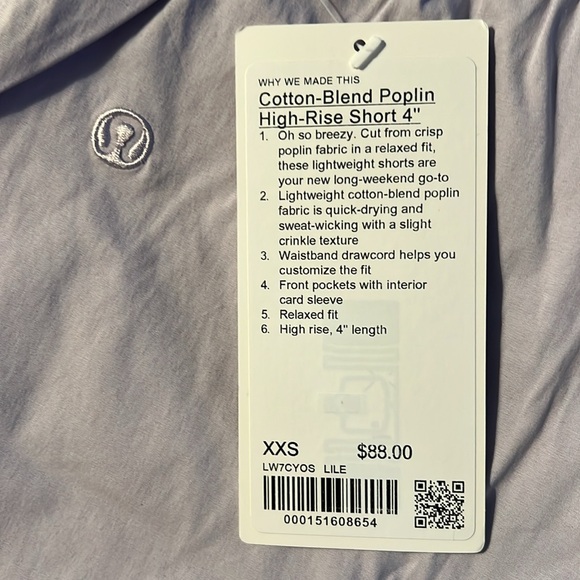 WHY WE MADE THIS
Cotton-Blend Poplin
High-Rise Short 4"
1. Oh so breezy. Cut from crisp
poplin fabric in a relaxed fit,
these lightweight shorts are
your new long-weekend go-to
2. Lightweight cotton-blend poplin
fabric is quick-drying and
sweat-wicking with a slight
crinkle texture
3. Waistband drawcord helps you
customize the fit
4. Front pockets with interior
card sleeve
5. Relaxed fit
6. High rise, 4" length
XXS $88.00
LW7CYOS LILE
000151608654